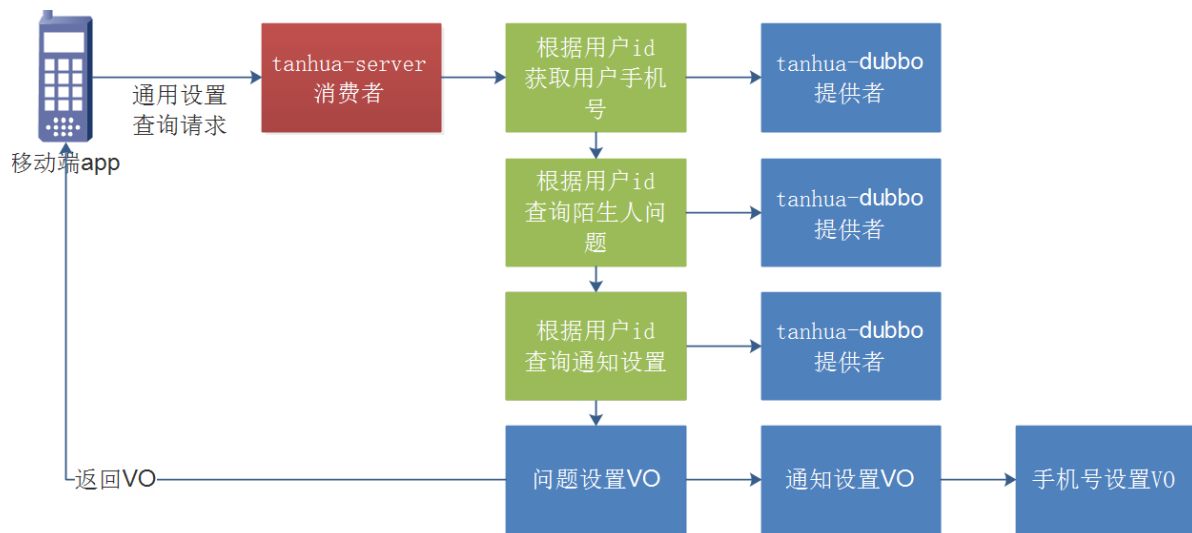 通用设置
查询请求
移动端app
tanhua-server
消费者
根据用户id
获取用户手机
号
tanhua-dubbo
提供者
根据用户id
查询陌生人问
题
tanhua-dubbo
提供者
根据用户id
查询通知设置
tanhua-dubbo
提供者
返回VO
问题设置VO
通知设置VO
手机号设置VO